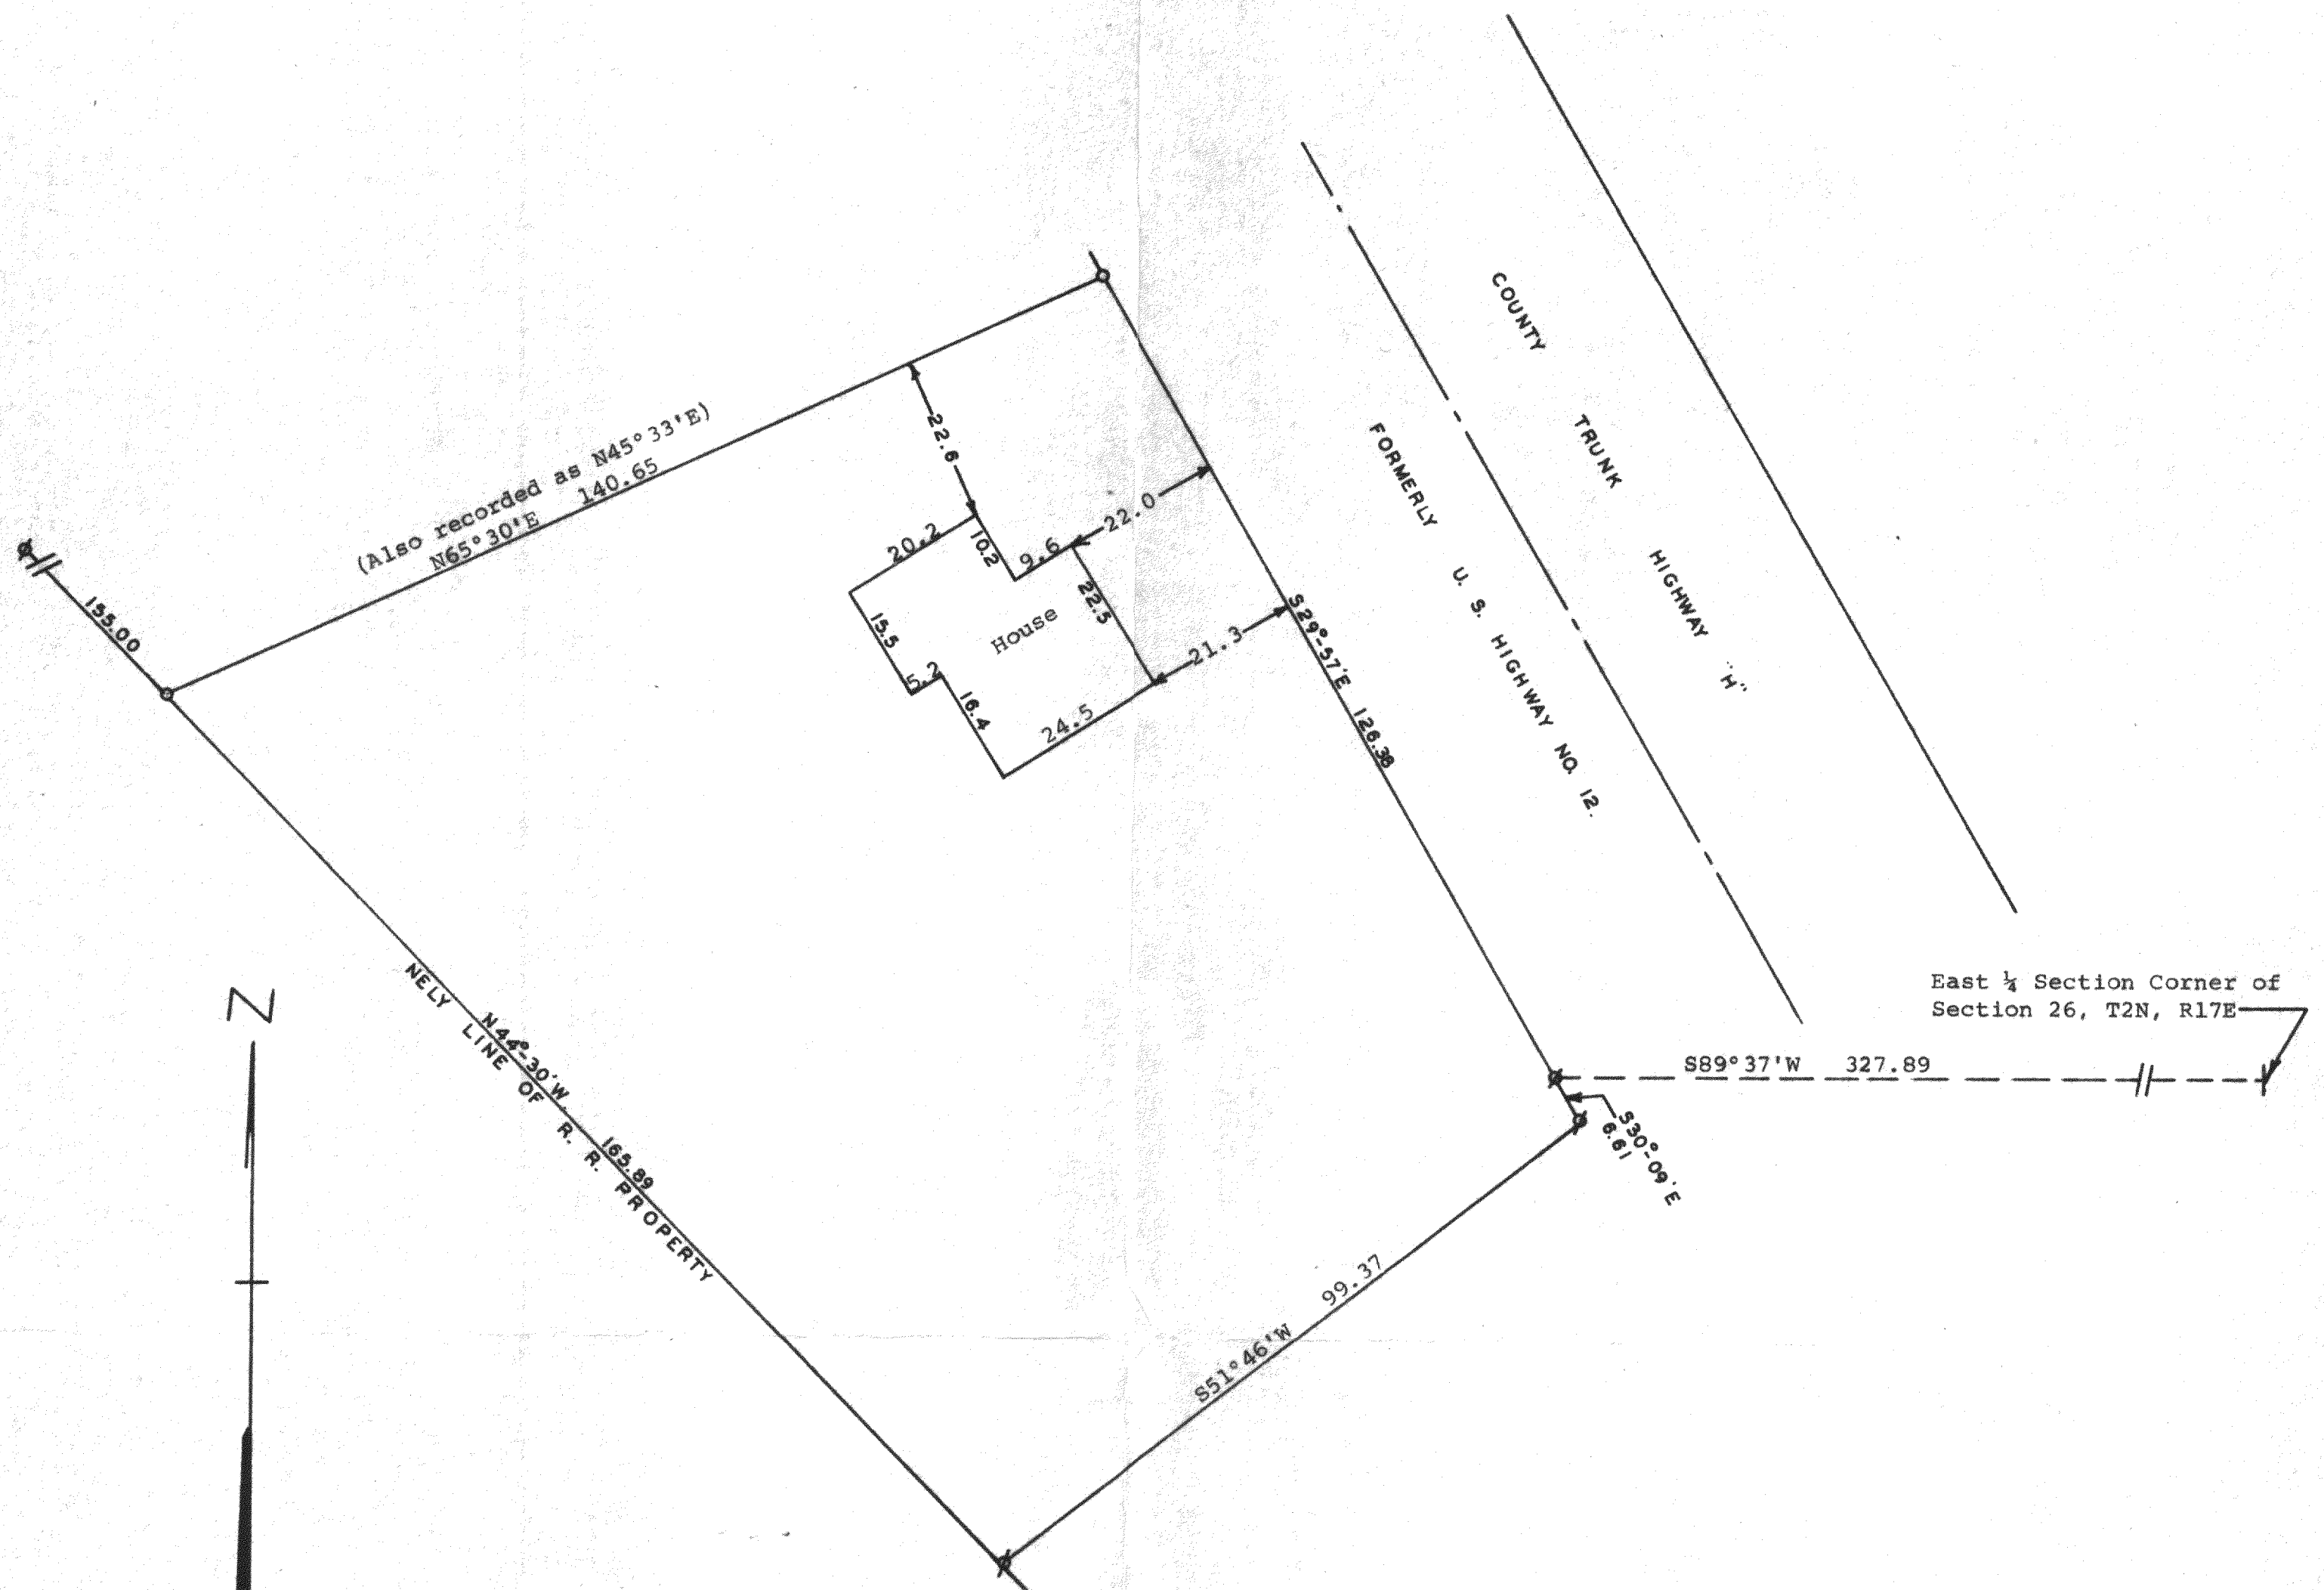 COUNTY TRUNK HIGHWAY "H"
FORMERLY U. S. HIGHWAY NO. 12.
(Also recorded as N45°33'E)
N65°30'E 140.65
155.00
22.6
22.0
20.2
10.2
9.6
22.5
15.5
House
5.2
16.4
24.5
21.3
S29°-57'E 126.38
N
NELY LINE OF R. R. PROPERTY
N44°-30'W. 165.89
East ¼ Section Corner of
Section 26, T2N, R17E
S89°37'W 327.89
S30°-09'E
6.61
S51°46'W 99.37